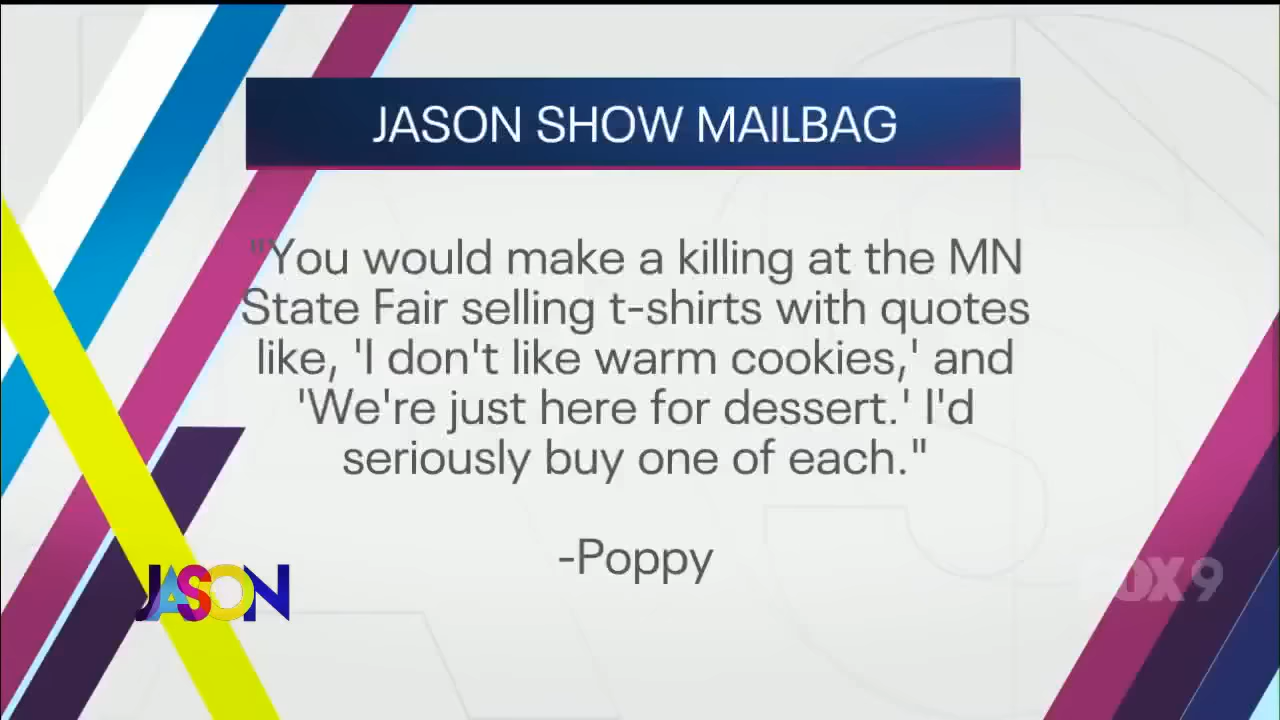 JASON SHOW MAILBAG
"You would make a killing at the MN
State Fair selling t-shirts with quotes
like, 'I don't like warm cookies,' and
'We're just here for dessert.' I'd
seriously buy one of each."
-Poppy
JASON
FOX 9